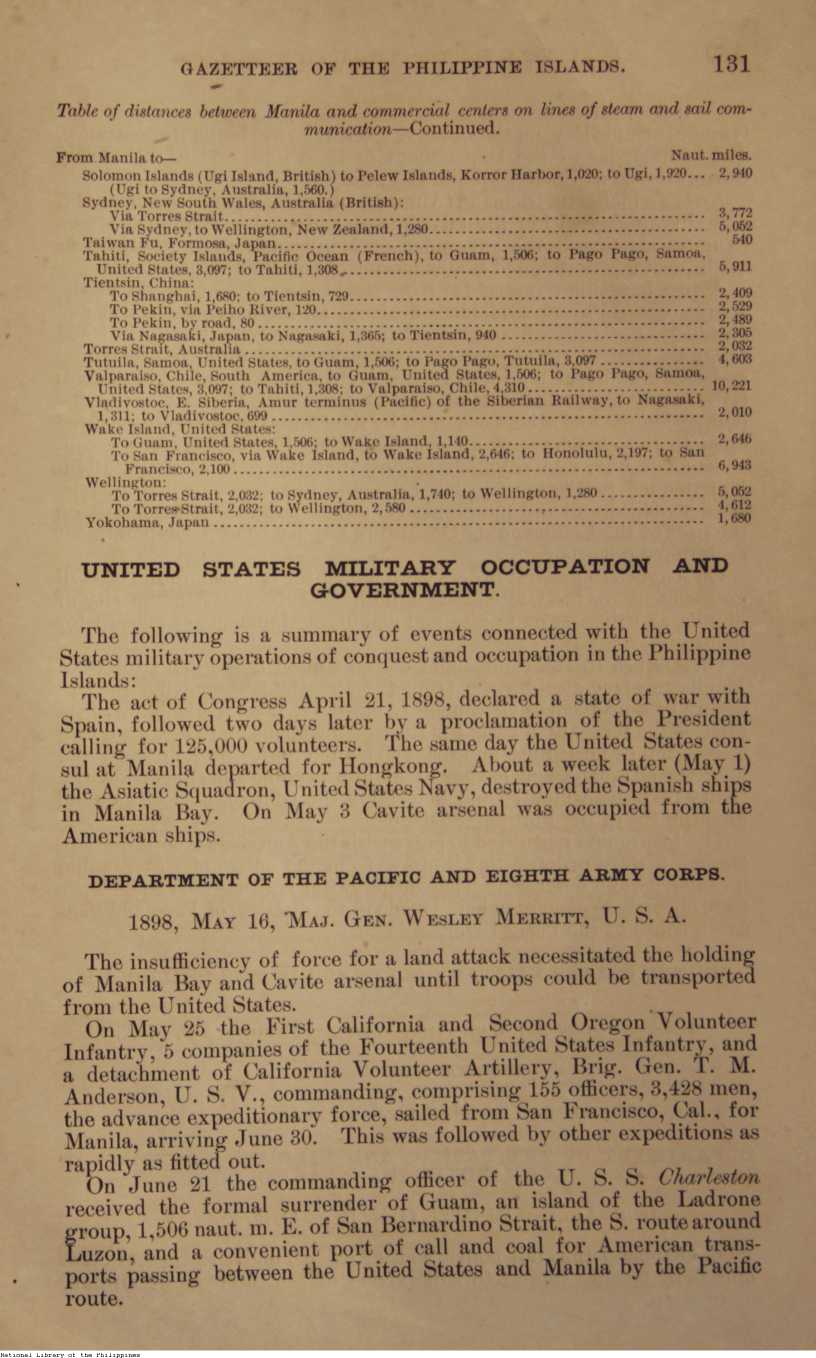 GAZETTEER OF THE PHILIPPINE ISLANDS. 131
Table of distances between Manila and commercial centers on lines of steam and sail com-
munication—Continued.
From Manila to— Naut. miles.
Solomon Islands (Ugi Island, British) to Pelew Islands, Korror Harbor, 1,020; to Ugi, 1,920... 2,940
(Ugi to Sydney, Australia, 1,560.)
Sydney, New South Wales, Australia (British):
Via Torres Strait.......... 3,772
Via Sydney, to Wellington, New Zealand, 1,280.......... 5,052
Taiwan Fu, Formosa, Japan.......... 540
Tahiti, Society Islands, Pacific Ocean (French), to Guam, 1,506; to Pago Pago, Samoa,
United States, 3,097; to Tahiti, 1,308.......... 5,911
Tientsin, China:
To Shanghai, 1,680; to Tientsin, 729.......... 2,409
To Pekin, via Peiho River, 120.......... 2,529
To Pekin, by road, 80.......... 2,489
Via Nagasaki, Japan, to Nagasaki, 1,365; to Tientsin, 940.......... 2,305
Torres Strait, Australia.......... 2,032
Tutuila, Samoa, United States, to Guam, 1,506; to Pago Pago, Tutuila, 3,097.......... 4,603
Valparaiso, Chile, South America, to Guam, United States, 1,506; to Pago Pago, Samoa,
United States, 3,097; to Tahiti, 1,308; to Valparaiso, Chile, 4,310.......... 10,221
Vladivostoc, E. Siberia, Amur terminus (Pacific) of the Siberian Railway, to Nagasaki,
1,311; to Vladivostoc, 699.......... 2,010
Wake Island, United States:
To Guam, United States, 1,506; to Wake Island, 1,140.......... 2,646
To San Francisco, via Wake Island, to Wake Island, 2,646; to Honolulu, 2,197; to San
Francisco, 2,100.......... 6,943
Wellington:
To Torres Strait, 2,032; to Sydney, Australia, 1,740; to Wellington, 1,280.......... 5,052
To Torres Strait, 2,032; to Wellington, 2,580.......... 4,612
Yokohama, Japan.......... 1,680
UNITED STATES MILITARY OCCUPATION AND
GOVERNMENT.
The following is a summary of events connected with the United
States military operations of conquest and occupation in the Philippine
Islands:
The act of Congress April 21, 1898, declared a state of war with
Spain, followed two days later by a proclamation of the President
calling for 125,000 volunteers. The same day the United States con-
sul at Manila departed for Hongkong. About a week later (May 1)
the Asiatic Squadron, United States Navy, destroyed the Spanish ships
in Manila Bay. On May 3 Cavite arsenal was occupied from the
American ships.
DEPARTMENT OF THE PACIFIC AND EIGHTH ARMY CORPS.
1898, MAY 16, MAJ. GEN. WESLEY MERRITT, U. S. A.
The insufficiency of force for a land attack necessitated the holding
of Manila Bay and Cavite arsenal until troops could be transported
from the United States.
On May 25 the First California and Second Oregon Volunteer
Infantry, 5 companies of the Fourteenth United States Infantry, and
a detachment of California Volunteer Artillery, Brig. Gen. T. M.
Anderson, U. S. V., commanding, comprising 155 officers, 3,428 men,
the advance expeditionary force, sailed from San Francisco, Cal., for
Manila, arriving June 30. This was followed by other expeditions as
rapidly as fitted out.
On June 21 the commanding officer of the U. S. S. Charleston
received the formal surrender of Guam, an island of the Ladrone
group, 1,506 naut. m. E. of San Bernardino Strait, the S. route around
Luzon, and a convenient port of call and coal for American trans-
ports passing between the United States and Manila by the Pacific
route.
National Library of the Philippines